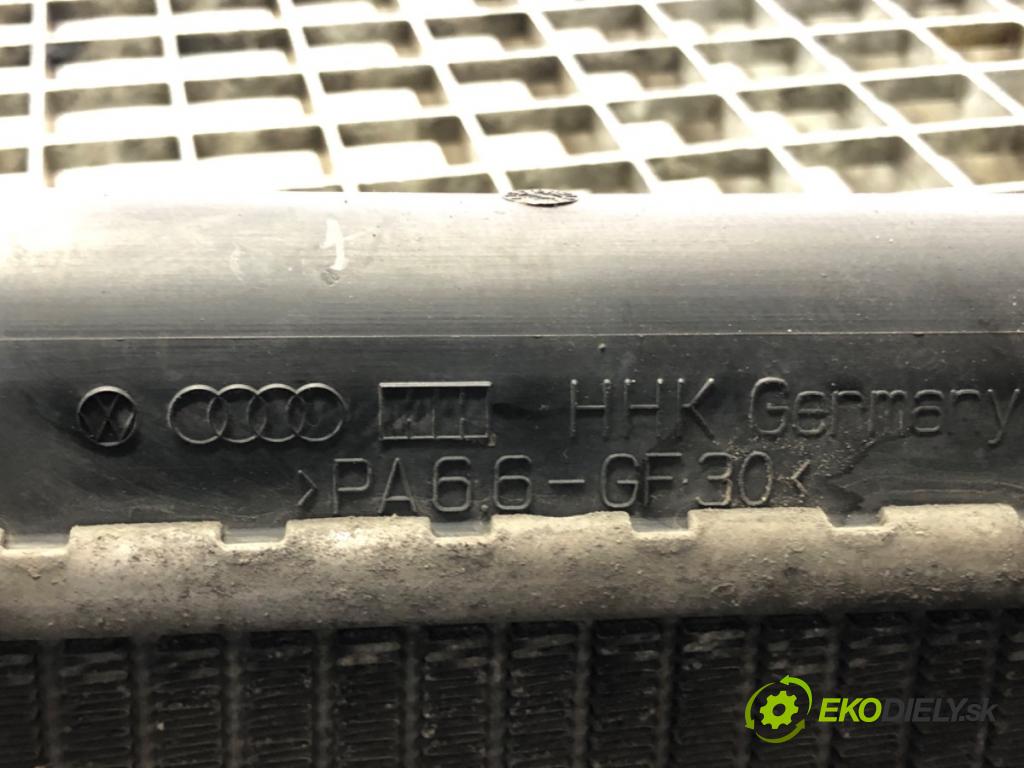 HHK Germany
>PA6.6-GF30<
EKODIELY.sk